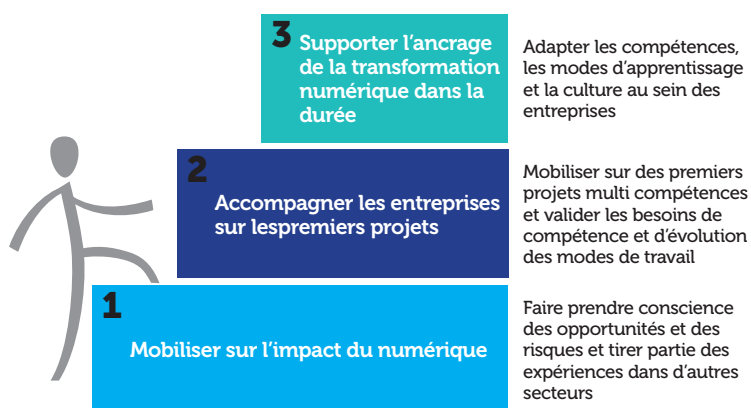 3
Supporter l’ancrage
de la transformation
numérique dans la
durée
Adapter les compétences,
les modes d’apprentissage
et la culture au sein des
entreprises
2
Accompagner les entreprises
sur lespremiers projets
Mobiliser sur des premiers
projets multi compétences
et valider les besoins de
compétence et d’évolution
des modes de travail
1
Mobiliser sur l’impact du numérique
Faire prendre conscience
des opportunités et des
risques et tirer partie des
expériences dans d’autres
secteurs